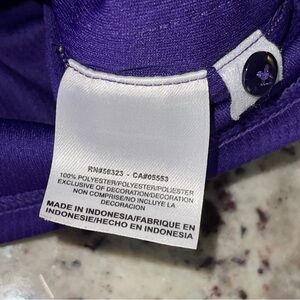 RN#56323 - CA#05553
100% POLYESTER/POLYESTER/POLIESTER
EXCLUSIVE OF DECORATION/DECORATION
NON COMPRISE/NO INCLUYE LA
DECORACION
MADE IN INDONESIA/FABRIQUE EN
INDONESIE/HECHO EN INDONESIA